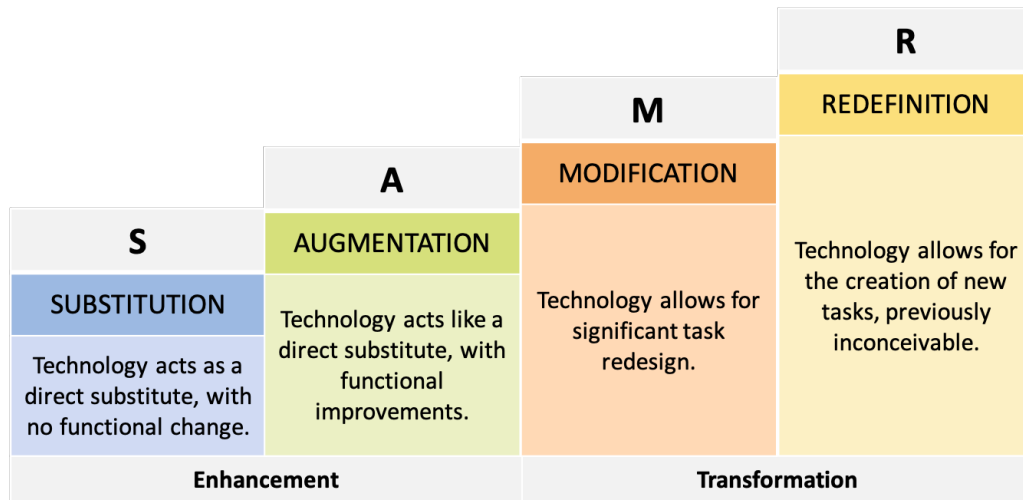 S
SUBSTITUTION
Technology acts as a
direct substitute, with
no functional change.
A
AUGMENTATION
Technology acts like a
direct substitute, with
functional
improvements.
M
MODIFICATION
Technology allows for
significant task
redesign.
R
REDEFINITION
Technology allows for
the creation of new
tasks, previously
inconceivable.
Enhancement
Transformation